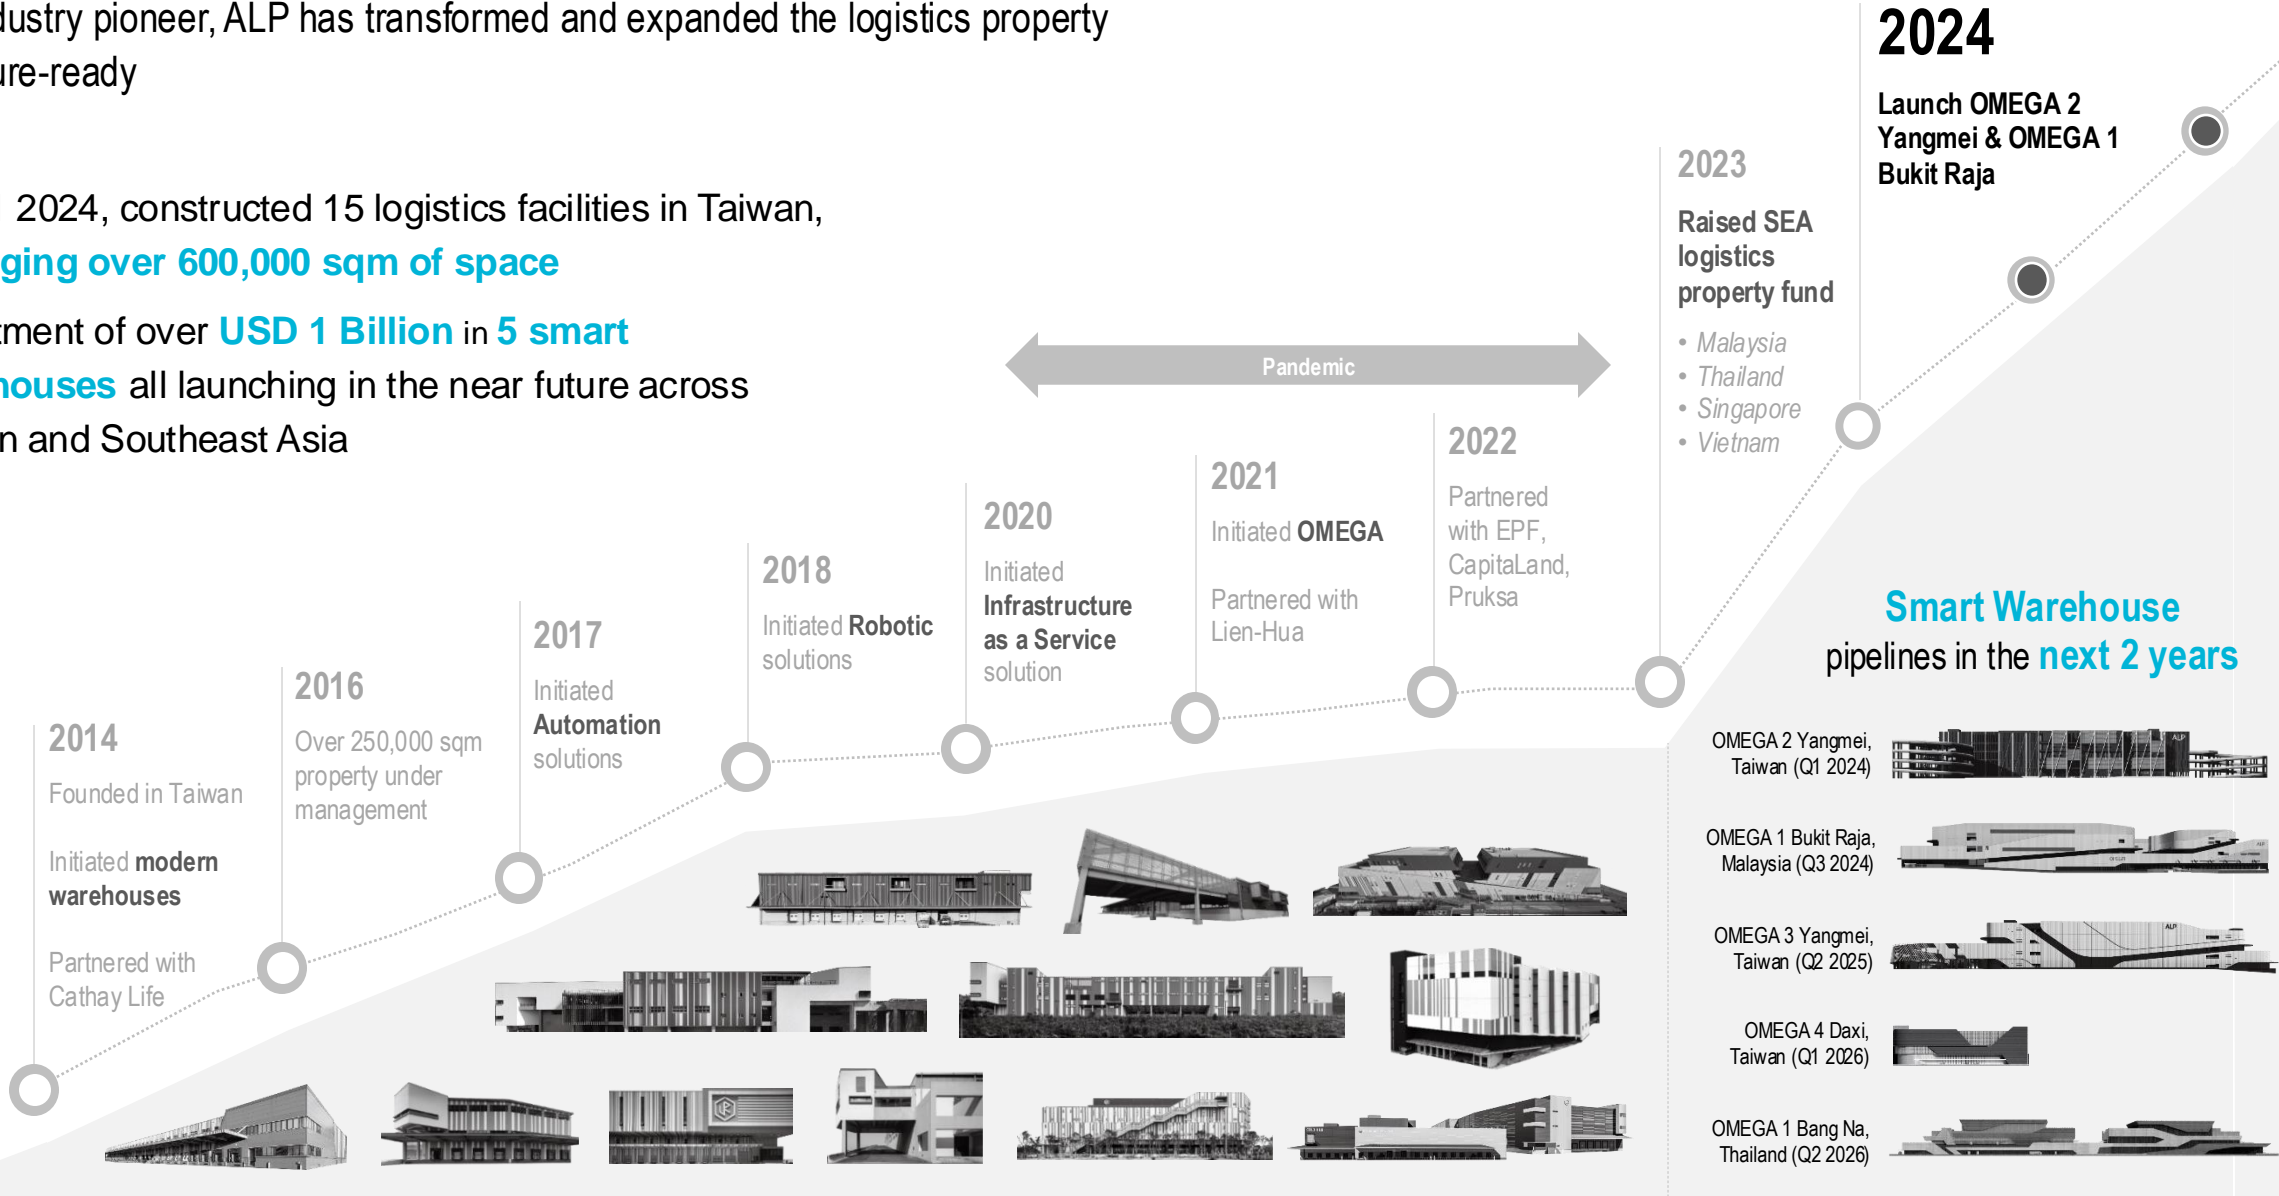 dustry pioneer, ALP has transformed and expanded the logistics property
ure-ready
2024, constructed 15 logistics facilities in Taiwan,
ging over 600,000 sqm of space
tment of over USD 1 Billion in 5 smart
houses all launching in the near future across
n and Southeast Asia
2014
Founded in Taiwan
Initiated modern
warehouses
Partnered with
Cathay Life
2016
Over 250,000 sqm
property under
management
2017
Initiated
Automation
solutions
2018
Initiated Robotic
solutions
2020
Initiated
Infrastructure
as a Service
solution
Pandemic
2021
Initiated OMEGA
Partnered with
Lien-Hua
2022
Partnered
with EPF,
CapitaLand,
Pruksa
2023
Raised SEA
logistics
property fund
• Malaysia
• Thailand
• Singapore
• Vietnam
2024
Launch OMEGA 2
Yangmei & OMEGA 1
Bukit Raja
Smart Warehouse
pipelines in the next 2 years
OMEGA 2 Yangmei,
Taiwan (Q1 2024)
ALP
OMEGA 1 Bukit Raja,
Malaysia (Q3 2024)
ALP
OMEGA 3 Yangmei,
Taiwan (Q2 2025)
ALP
OMEGA 4 Daxi,
Taiwan (Q1 2026)
OMEGA 1 Bang Na,
Thailand (Q2 2026)